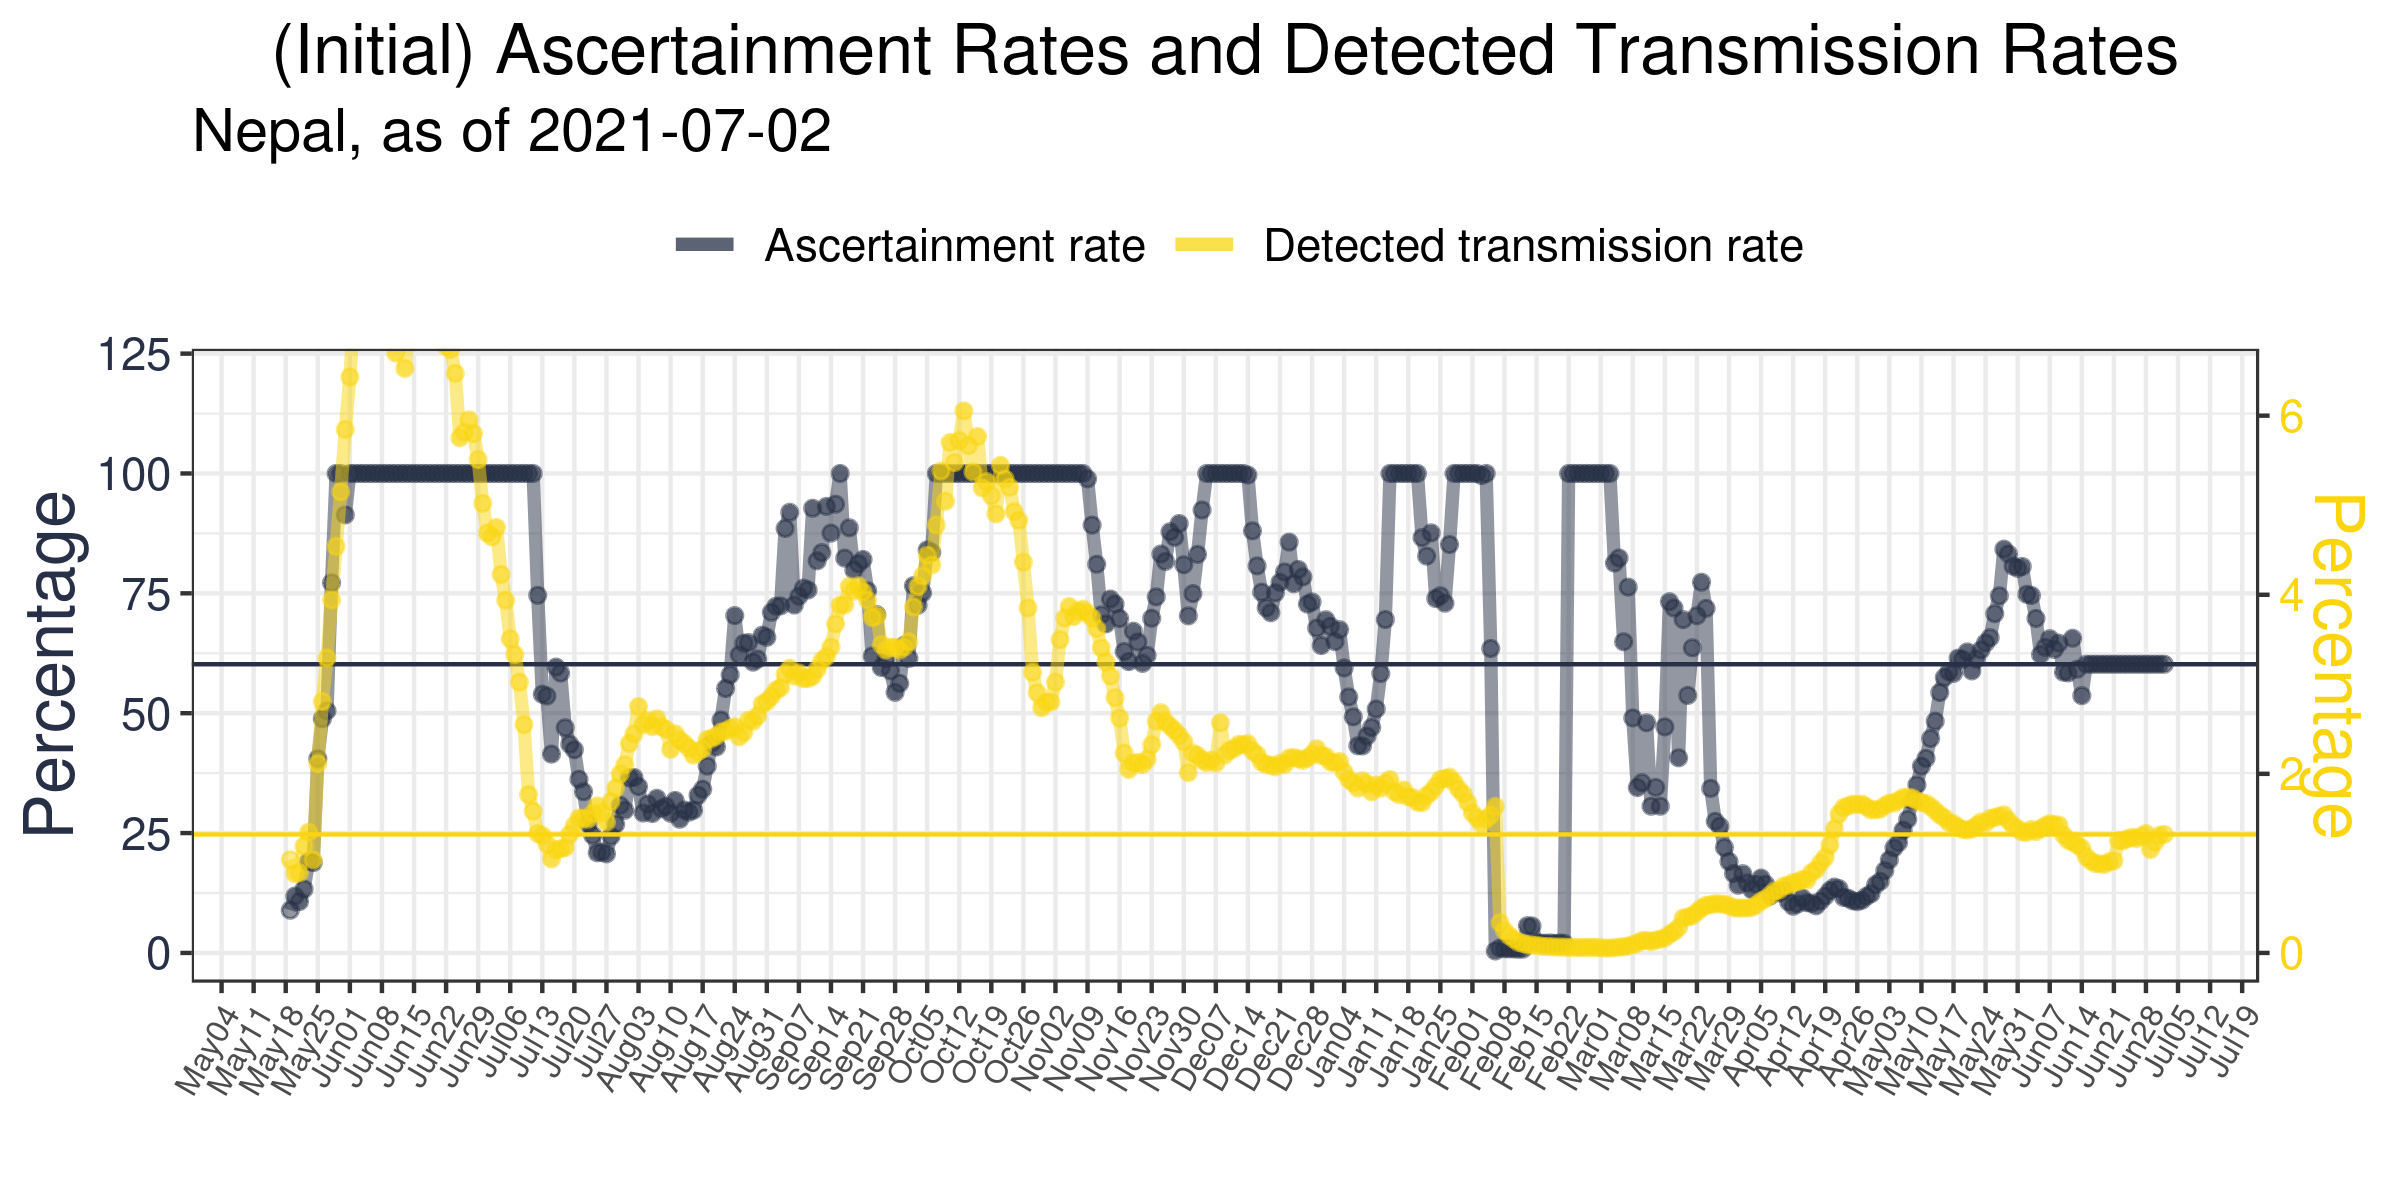 (Initial) Ascertainment Rates and Detected Transmission Rates
Nepal, as of 2021-07-02
Ascertainment rate
Detected transmission rate
Percentage
125
100
75
50
25
0
6
4
2
0
Percentage
May04
May11
May18
May25
Jun01
Jun08
Jun15
Jun22
Jun29
Jul06
Jul13
Jul20
Jul27
Aug03
Aug10
Aug17
Aug24
Aug31
Sep07
Sep14
Sep21
Sep28
Oct05
Oct12
Oct19
Oct26
Nov02
Nov09
Nov16
Nov23
Nov30
Dec07
Dec14
Dec21
Dec28
Jan04
Jan11
Jan18
Jan25
Feb01
Feb08
Feb15
Feb22
Mar01
Mar08
Mar15
Mar22
Mar29
Apr05
Apr12
Apr19
Apr26
May03
May10
May17
May24
May31
Jun07
Jun14
Jun21
Jun28
Jul05
Jul12
Jul19